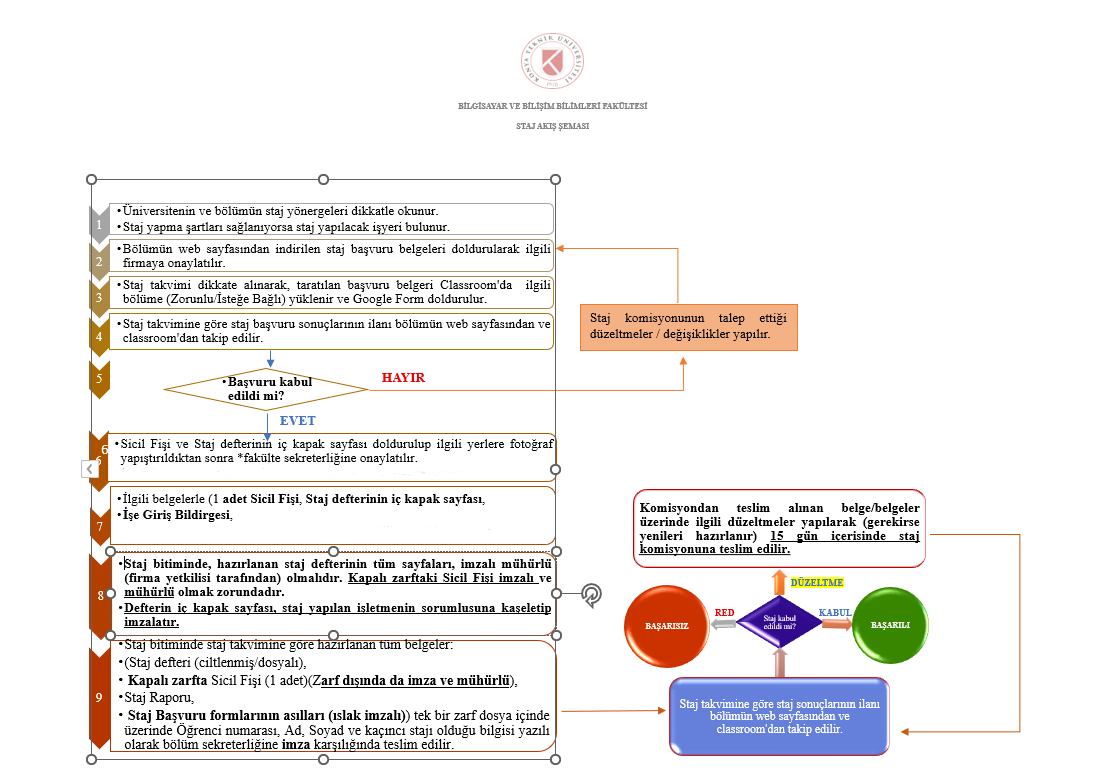 KONYA TEKNİK ÜNİVERSİTESİ
BİLGİSAYAR VE BİLİŞİM BİLİMLERİ FAKÜLTESİ
STAJ AKIŞ ŞEMASI
1
•Üniversitenin ve bölümün staj yönergeleri dikkatle okunur.
•Staj yapma şartları sağlanıyorsa staj yapılacak işyeri bulunur.
2
•Bölümün web sayfasından indirilen staj başvuru belgeleri doldurularak ilgili
firmaya onaylatılır.
3
•Staj takvimi dikkate alınarak, taratılan başvuru belgeri Classroom'da ilgili
bölüme (Zorunlu/İsteğe Bağlı) yüklenir ve Google Form doldurulur.
4
•Staj takvimine göre staj başvuru sonuçlarının ilanı bölümün web sayfasından ve
classroom'dan takip edilir.
5
•Başvuru kabul
edildi mi?
HAYIR
EVET
Staj komisyonunun talep ettiği
düzeltmeler / değişiklikler yapılır.
6
6
•Sicil Fişi ve Staj defterinin iç kapak sayfası doldurulup ilgili yerlere fotoğraf
yapıştırıldıktan sonra *fakülte sekreterliğine onaylatılır.
7
•İlgili belgelerle (1 adet Sicil Fişi, Staj defterinin iç kapak sayfası,
•İşe Giriş Bildirgesi,
8
•Staj bitiminde, hazırlanan staj defterinin tüm sayfaları, imzalı mühürlü
(firma yetkilisi tarafından) olmalıdır. Kapalı zarftaki Sicil Fişi imzalı ve
mühürlü olmak zorundadır.
•Defterin iç kapak sayfası, staj yapılan işletmenin sorumlusuna kaşeletip
imzalatır.
9
•Staj bitiminde staj takvimine göre hazırlanan tüm belgeler:
•(Staj defteri (ciltlenmiş/dosyalı),
• Kapalı zarfta Sicil Fişi (1 adet)(Zarf dışında da imza ve mühürlü),
•Staj Raporu,
• Staj Başvuru formlarının asılları (ıslak imzalı)) tek bir zarf dosya içinde
üzerinde Öğrenci numarası, Ad, Soyad ve kaçıncı stajı olduğu bilgisi yazılı
olarak bölüm sekreterliğine imza karşılığında teslim edilir.
Komisyondan teslim alınan belge/belgeler
üzerinde ilgili düzeltmeler yapılarak (gerekirse
yenileri hazırlanır) 15 gün içerisinde staj
komisyonuna teslim edilir.
DÜZELTME
BAŞARISIZ
RED
Staj kabul
edildi mi?
KABUL
BAŞARILI
Staj takvimine göre staj sonuçlarının ilanı
bölümün web sayfasından ve
classroom'dan takip edilir.